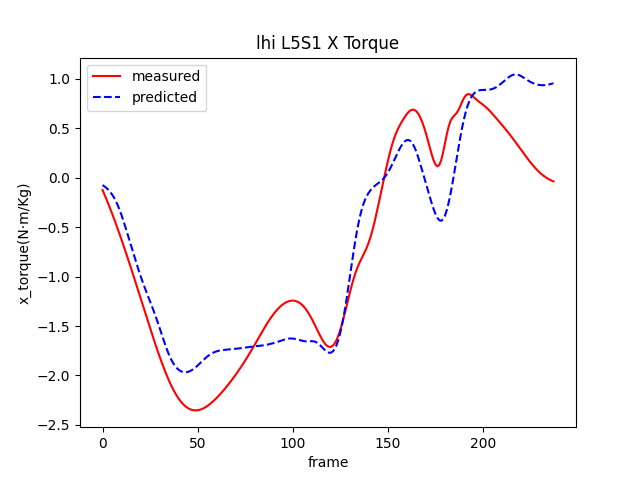 lhi L5S1 X Torque
measured
predicted
1.0
0.5
0.0
−0.5
−1.0
−1.5
−2.0
−2.5
x_torque(N·m/Kg)
0 50 100 150 200
frame